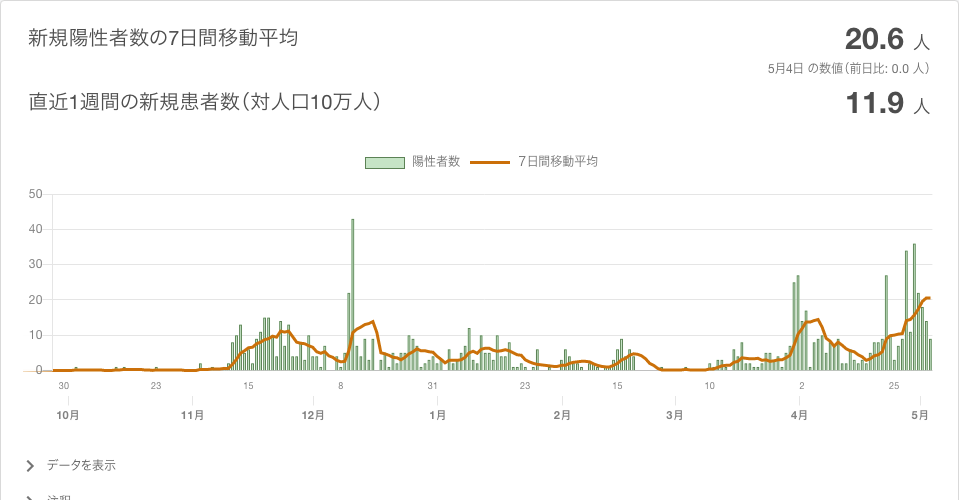 新規陽性者数の7日間移動平均
20.6 人
5月4日 の数値（前日比: 0.0 人）
直近1週間の新規患者数（対人口10万人）
11.9 人
陽性者数 7日間移動平均
50
40
30
20
10
0
30 23 15 8 31 23 15 10 2 25
10月 11月 12月 1月 2月 3月 4月 5月
データを表示
注釈